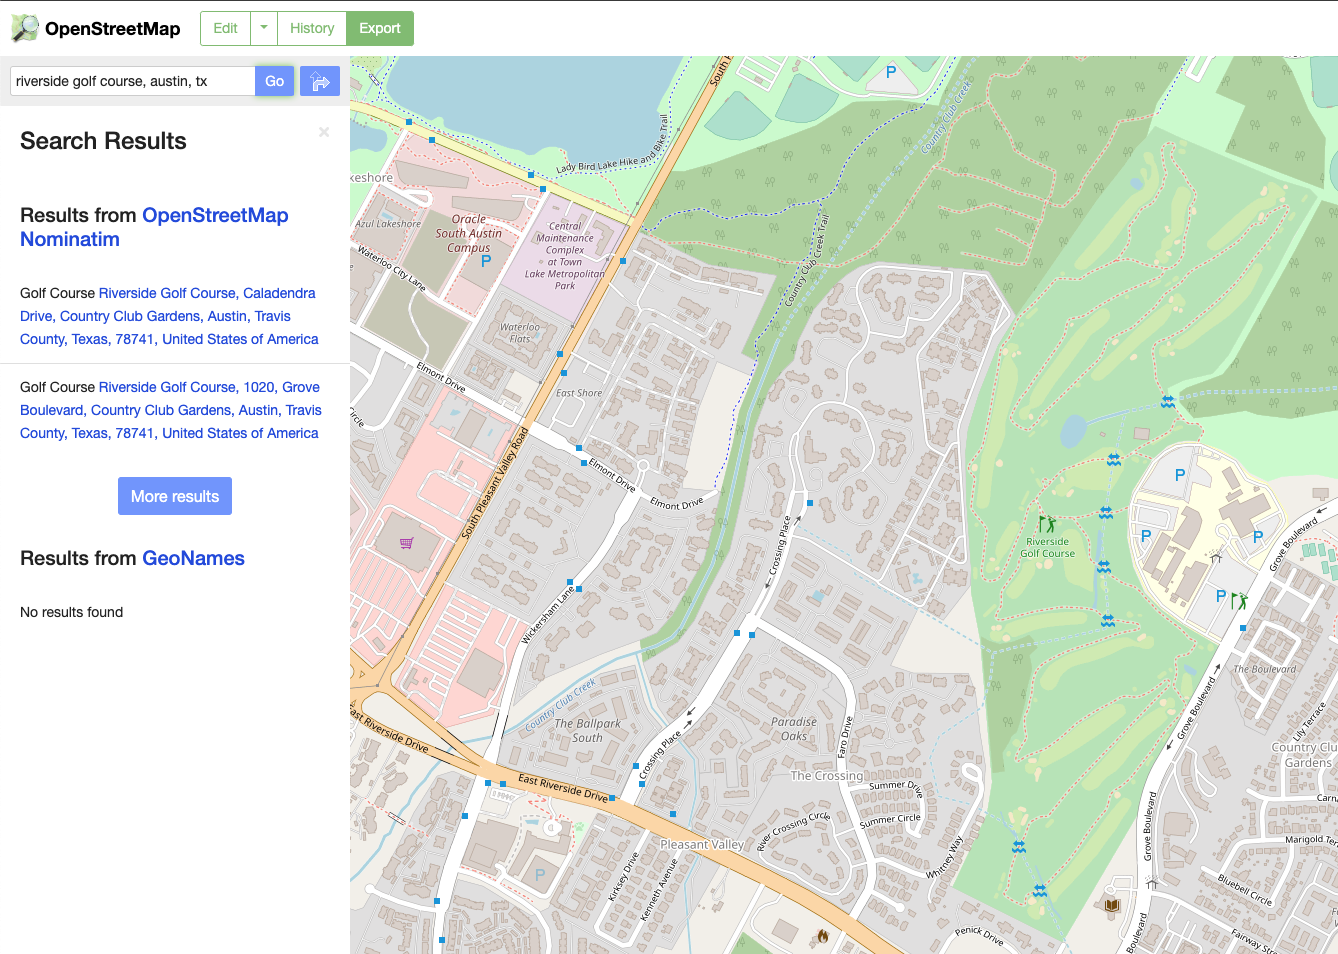 OpenStreetMap
Edit
History
Export
riverside golf course, austin, tx
Go
Search Results
×
Results from OpenStreetMap
Nominatim
Golf Course Riverside Golf Course, Caladendra
Drive, Country Club Gardens, Austin, Travis
County, Texas, 78741, United States of America
Golf Course Riverside Golf Course, 1020, Grove
Boulevard, Country Club Gardens, Austin, Travis
County, Texas, 78741, United States of America
More results
Results from GeoNames
No results found
South P
P
Country Club Creek
Lady Bird Lake Hike and Bike Trail
keshore
Azul Lakeshore
Oracle
South Austin
Campus
P
Central
Maintenance
Complex
at Town
Lake Metropolitan
Park
Waterloo City Lane
Country Club Creek Trail
Waterloo
Flats
Elmont Drive
East Shore
Circle
South Pleasant Valley Road
Elmont Drive
Elmont Drive
Crossing Place
Riverside
Golf Course
P
P
P
P
Grove Boulevard
Wickersham Lane
The Boulevard
Country Club Creek
The Ballpark
South
Crossing Place
Paradise
Oaks
Faro Drive
Grove Boulevard
Lily Terrace
Country Clu
Gardens
East Riverside Drive
East Riverside Drive
The Crossing
Summer Drive
Summer Circle
River Crossing Circle
Pleasant Valley
Whitney Way
Grove Boulevard
Carn
Marigold Ter
Bluebell Circle
P
Kirksey Drive
Kenneth Avenue
Penick Drive
Boulevard
Fairway Stre